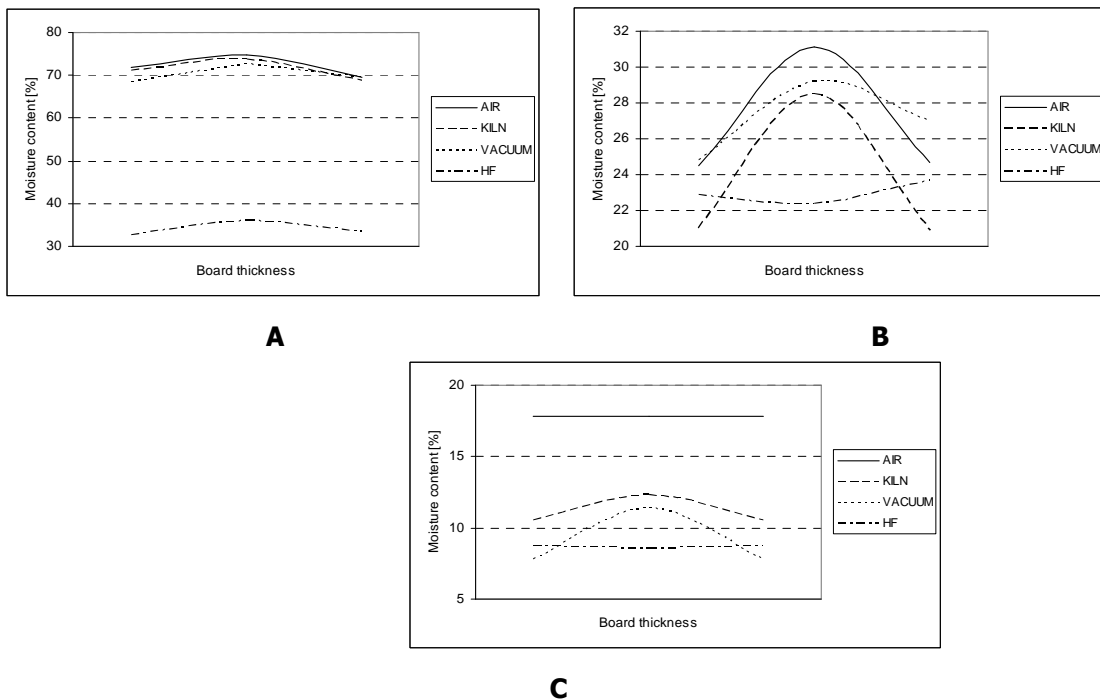 80
70
60
50
40
30
Moisture content [%]
Board thickness
AIR
KILN
VACUUM
HF
A
32
30
28
26
24
22
20
Moisture content [%]
Board thickness
AIR
KILN
VACUUM
HF
B
20
15
10
5
Moisture content [%]
Board thickness
AIR
KILN
VACUUM
HF
C